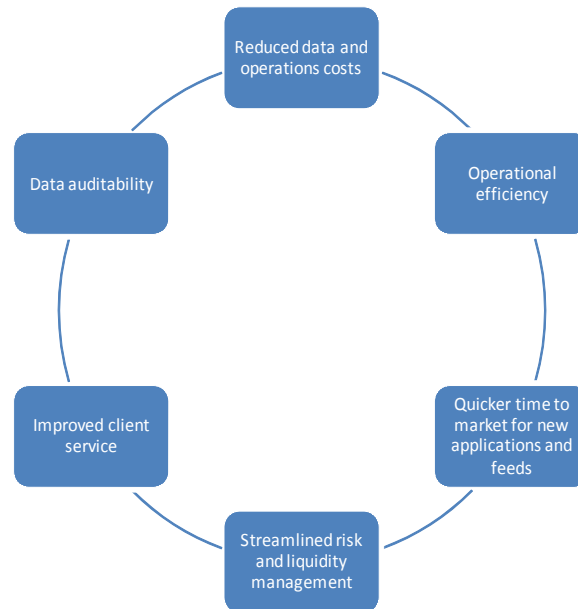 Reduced data and
operations costs
Operational
efficiency
Quicker time to
market for new
applications and
feeds
Streamlined risk
and liquidity
management
Improved client
service
Data auditability